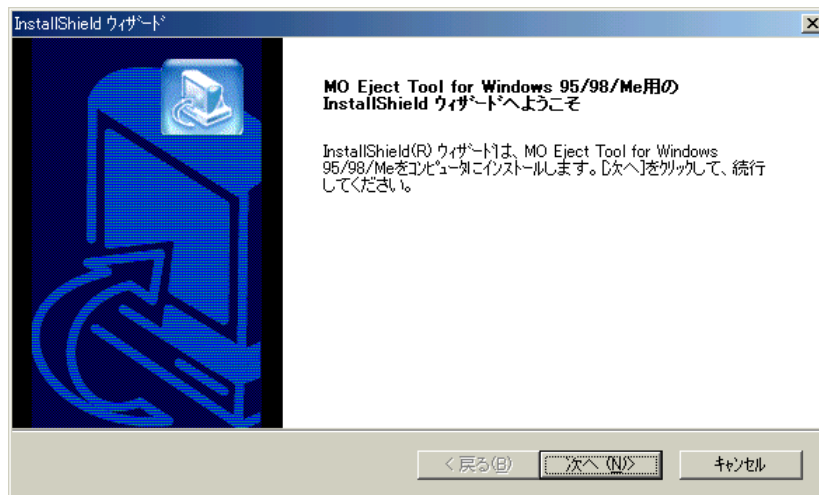 InstallShield ウィザード
MO Eject Tool for Windows 95/98/Me用の
InstallShield ウィザードへようこそ
InstallShield(R) ウィザードは、MO Eject Tool for Windows
95/98/Meをコンピュータにインストールします。[次へ]をクリックして、続行
してください。
< 戻る(B)
次へ (N)>
キャンセル